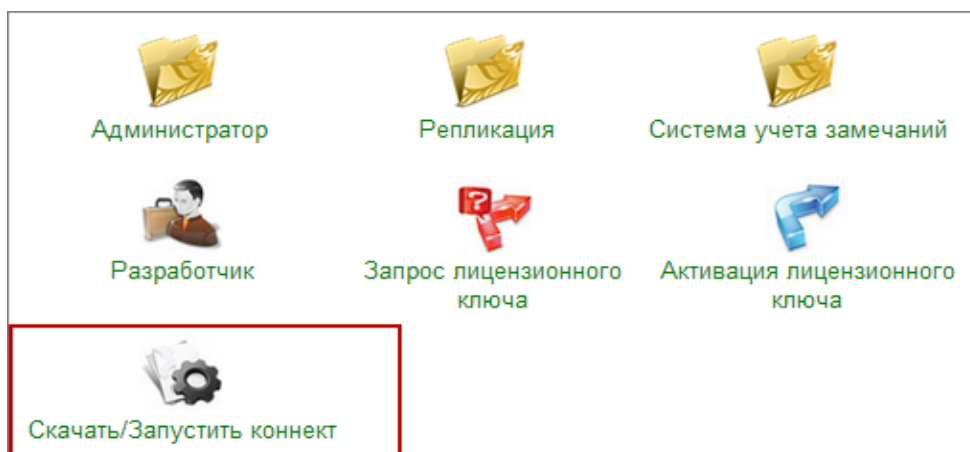 Администратор
Репликация
Система учета замечаний
Разработчик
Запрос лицензионного
ключа
Активация лицензионного
ключа
Скачать/Запустить коннект